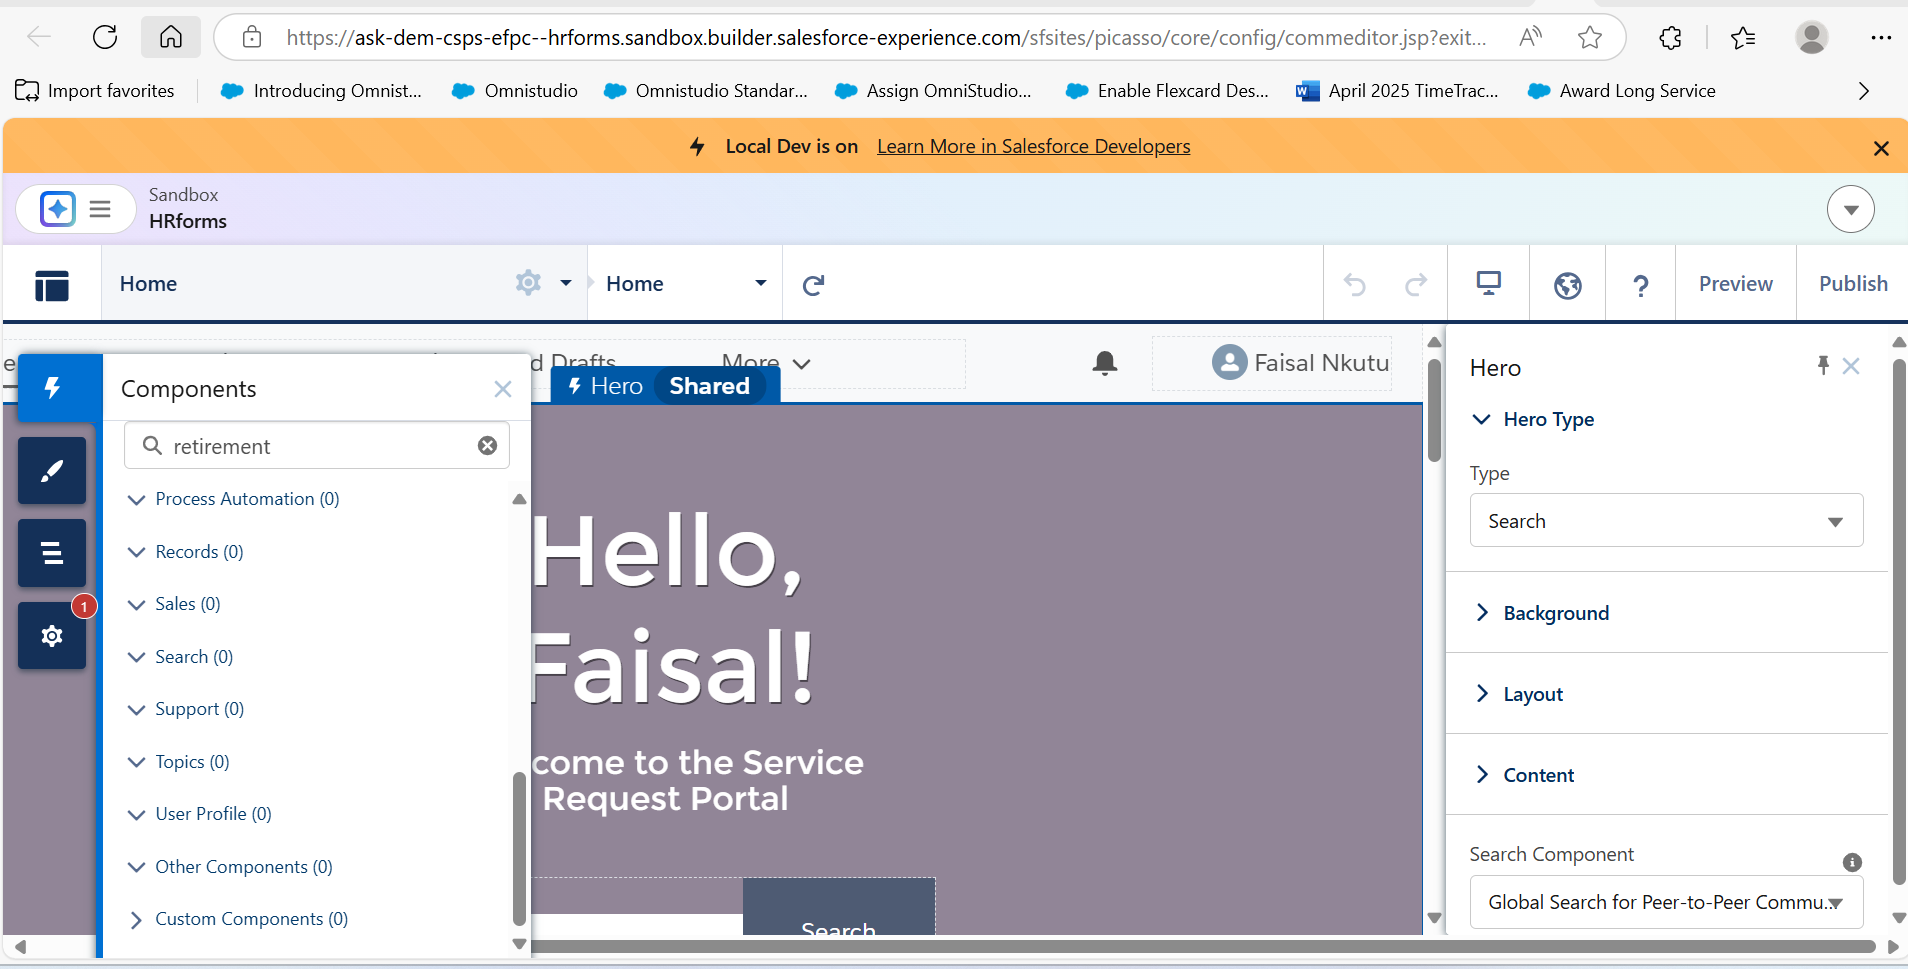 https://ask-dem-csps-efpc--hrforms.sandbox.builder.salesforce-experience.com/sfsites/picasso/core/config/commeditor.jsp?exit...
Import favorites
Introducing Omnist...
Omnistudio
Omnistudio Standar...
Assign OmniStudio...
Enable Flexcard Des...
April 2025 TimeTrac...
Award Long Service
Local Dev is on Learn More in Salesforce Developers
Sandbox
HRforms
Home
Home
Preview
Publish
d Drafts
More
Faisal Nkutu
Components
retirement
Process Automation (0)
Records (0)
Sales (0)
Search (0)
Support (0)
Topics (0)
User Profile (0)
Other Components (0)
Custom Components (0)
1
Hero Shared
Hello,
Faisal!
come to the Service
Request Portal
Search
Hero
Hero Type
Type
Search
Background
Layout
Content
Search Component
Global Search for Peer-to-Peer Commu...